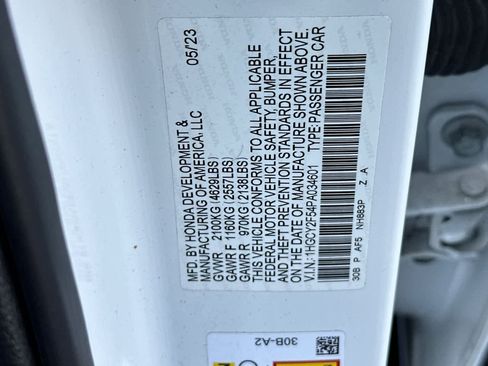 MFD. BY HONDA DEVELOPMENT & 05/23
MANUFACTURING OF AMERICA, LLC
GVWR 2100KG (4629LBS)
GAWR F 1160KG (2557LBS)
GAWR R 970KG (2138LBS)
THIS VEHICLE CONFORMS TO ALL APPLICABLE
FEDERAL MOTOR VEHICLE SAFETY, BUMPER,
AND THEFT PREVENTION STANDARDS IN EFFECT
ON THE DATE OF MANUFACTURE SHOWN ABOVE.
V.I.N: 1HGCY2F54PA034601 TYPE:PASSENGER CAR
30B P AF5 NH883P Z A
30B-A2